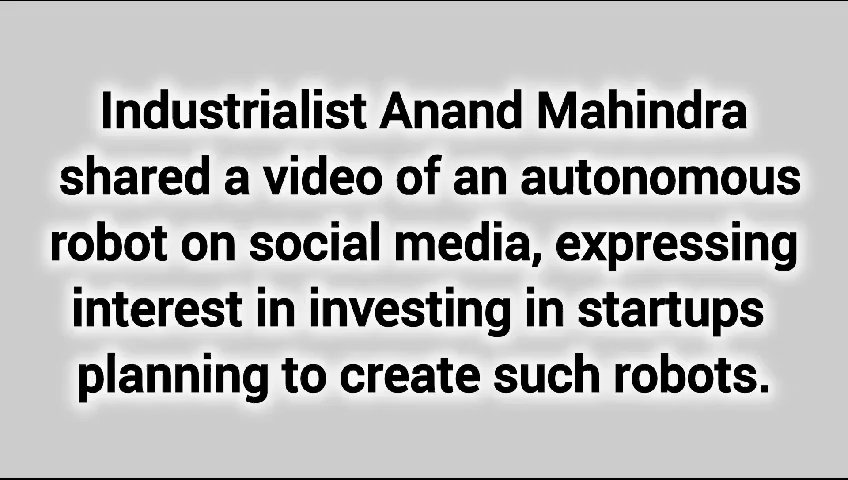 Industrialist Anand Mahindra
shared a video of an autonomous
robot on social media, expressing
interest in investing in startups
planning to create such robots.